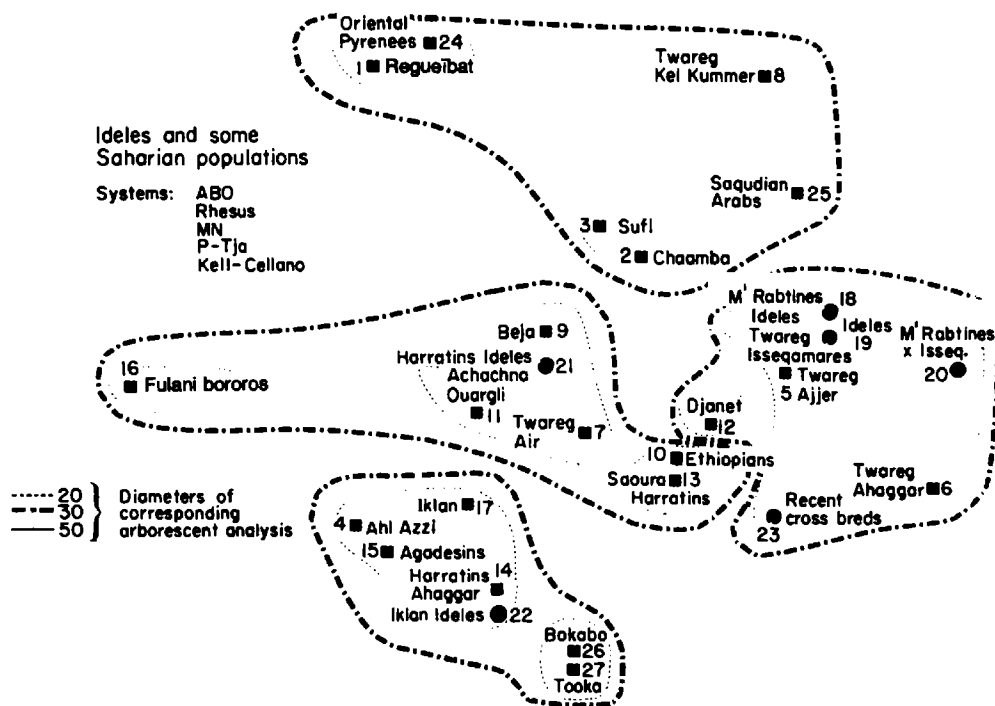 Oriental
Pyrenees 24
1 Regueibat
Twareg
Kel Kummer 8
Ideles and some
Saharian populations
Systems: ABO
Rhesus
MN
P-Tja
Kell-Cellano
Saqudian
Arabs 25
3 Sufi
2 Chaamba
M' Rabtines 18
Ideles
Ideles
19
Twareg
Isseqamares
M' Rabtines
x Isseq.
20
Twareg
5 Ajjer
Beja 9
Harratins Ideles
Achachna 21
Ouargli
11
16
Fulani bororos
Twareg
Air 7
Djanet
12
10 Ethiopians
Saoura 13
Harratins
Twareg
Ahaggar 6
Recent
cross breds
23
20
30
50
Diameters of
corresponding
arborescent analysis
Iklan 17
4 Ahl Azzi
15 Agadesins
14
Harratins
Ahaggar
Iklan Ideles 22
Bokabo
26
27
Tooka